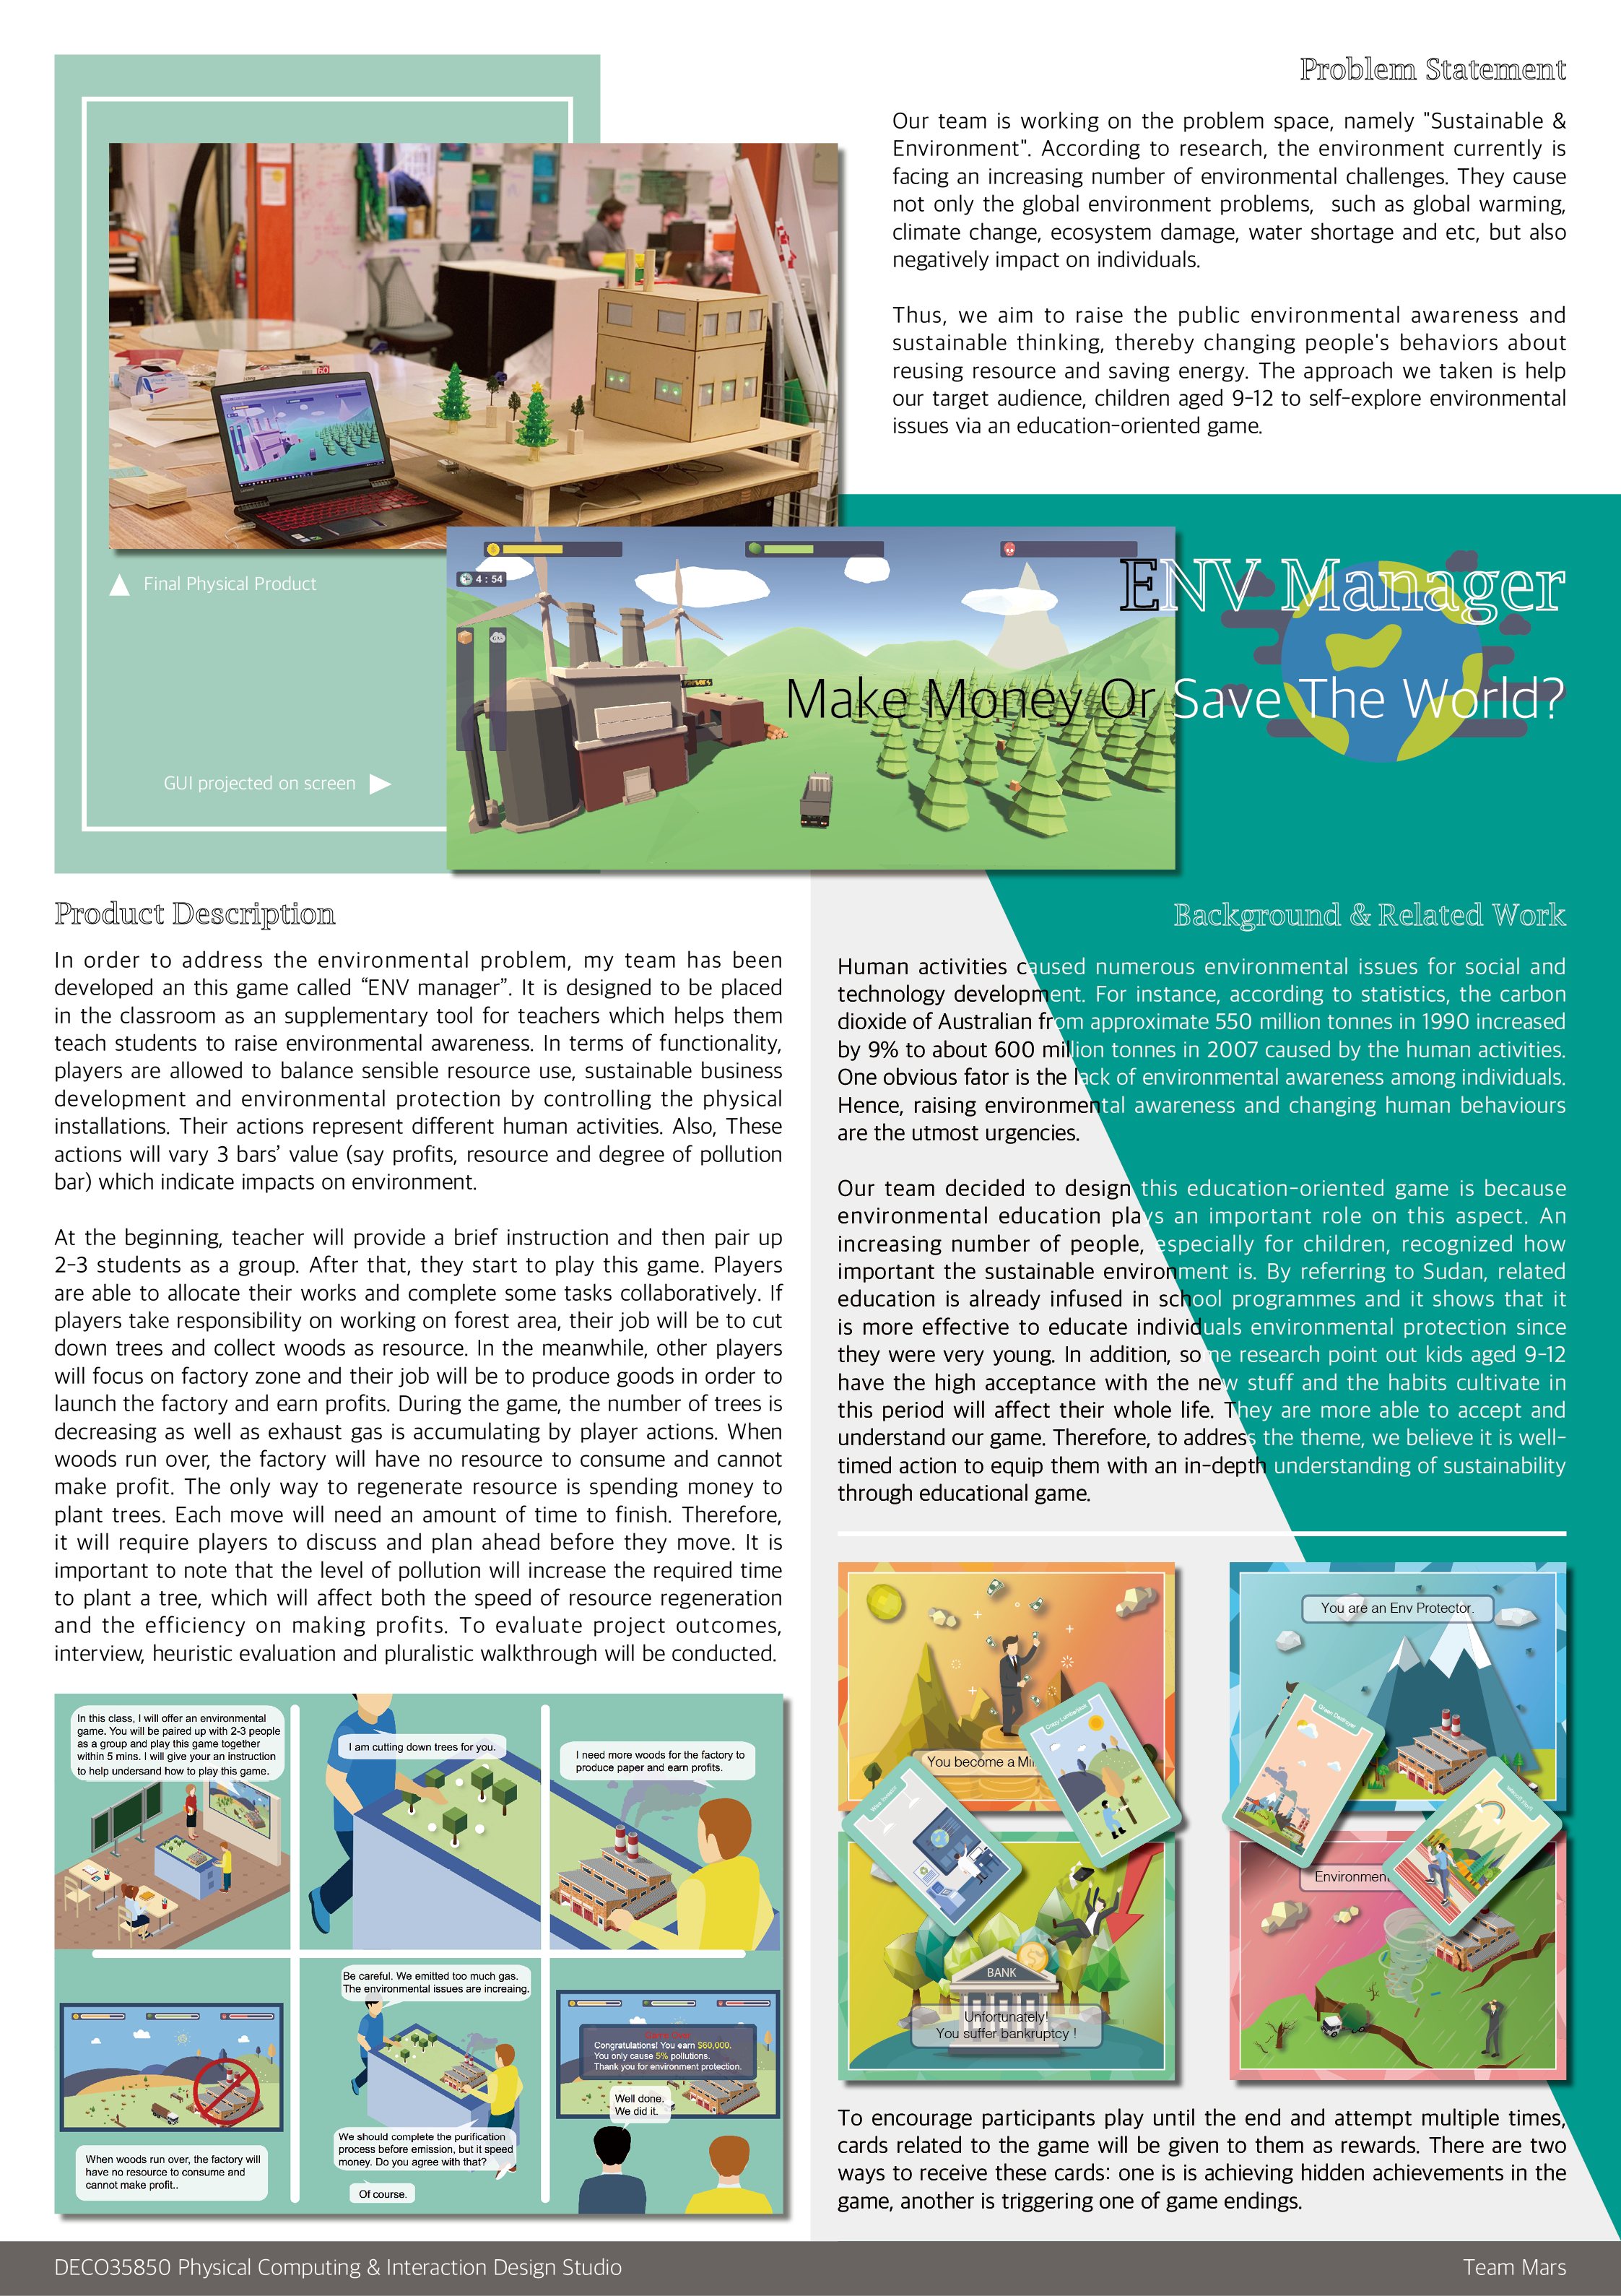 Problem Statement
Our team is working on the problem space, namely "Sustainable &
Environment". According to research, the environment currently is
facing an increasing number of environmental challenges. They cause
not only the global environment problems,  such as global warming,
climate change, ecosystem damage, water shortage and etc, but also
negatively impact on individuals.
Thus, we aim to raise the public environmental awareness and
sustainable thinking, thereby changing people's behaviors about
reusing resource and saving energy. The approach we taken is help
our target audience, children aged 9-12 to self-explore environmental
issues via an education-oriented game.
Final Physical Product
4 : 54
GAS
ENV Manager
Make Money Or Save The World?
GUI projected on screen
Product Description
In order to address the environmental problem, my team has been
developed an this game called “ENV manager”. It is designed to be placed
in the classroom as an supplementary tool for teachers which helps them
teach students to raise environmental awareness. In terms of functionality,
players are allowed to balance sensible resource use, sustainable business
development and environmental protection by controlling the physical
installations. Their actions represent different human activities. Also, These
actions will vary 3 bars’ value (say profits, resource and degree of pollution
bar) which indicate impacts on environment.
At the beginning, teacher will provide a brief instruction and then pair up
2-3 students as a group. After that, they start to play this game. Players
are able to allocate their works and complete some tasks collaboratively. If
players take responsibility on working on forest area, their job will be to cut
down trees and collect woods as resource. In the meanwhile, other players
will focus on factory zone and their job will be to produce goods in order to
launch the factory and earn profits. During the game, the number of trees is
decreasing as well as exhaust gas is accumulating by player actions. When
woods run over, the factory will have no resource to consume and cannot
make profit. The only way to regenerate resource is spending money to
plant trees. Each move will need an amount of time to finish. Therefore,
it will require players to discuss and plan ahead before they move. It is
important to note that the level of pollution will increase the required time
to plant a tree, which will affect both the speed of resource regeneration
and the efficiency on making profits. To evaluate project outcomes,
interview, heuristic evaluation and pluralistic walkthrough will be conducted.
Background & Related Work
Human activities caused numerous environmental issues for social and
technology development. For instance, according to statistics, the carbon
dioxide of Australian from approximate 550 million tonnes in 1990 increased
by 9% to about 600 million tonnes in 2007 caused by the human activities.
One obvious fator is the lack of environmental awareness among individuals.
Hence, raising environmental awareness and changing human behaviours
are the utmost urgencies.
Our team decided to design this education-oriented game is because
environmental education plays an important role on this aspect. An
increasing number of people, especially for children, recognized how
important the sustainable environment is. By referring to Sudan, related
education is already infused in school programmes and it shows that it
is more effective to educate individuals environmental protection since
they were very young. In addition, some research point out kids aged 9-12
have the high acceptance with the new stuff and the habits cultivate in
this period will affect their whole life. They are more able to accept and
understand our game. Therefore, to address the theme, we believe it is well-
timed action to equip them with an in-depth understanding of sustainability
through educational game.
In this class, I will offer an environmental
game. You will be paired up with 2-3 people
as a group and play this game together
within 5 mins. I will give your an instruction
to help undersand how to play this game.
I am cutting down trees for you.
I need more woods for the factory to
produce paper and earn profits.
When woods run over, the factory will
have no resource to consume and
cannot make profit..
Be careful. We emitted too much gas.
The environmental issues are increaing.
We should complete the purification
process before emission, but it speed
money. Do you agree with that?
Of course.
Congratulations! You earn $60,000.
You only cause 5% pollutions.
Thank you for environment protection.
Well done.
We did it.
You become a Mi
Crazy Lumberjack
You are an Env Protector.
Green Destroyer
BANK
Unfortunately!
You suffer bankruptcy !
Environment
To encourage participants play until the end and attempt multiple times,
cards related to the game will be given to them as rewards. There are two
ways to receive these cards: one is is achieving hidden achievements in the
game, another is triggering one of game endings.
DECO35850 Physical Computing & Interaction Design Studio
Team Mars